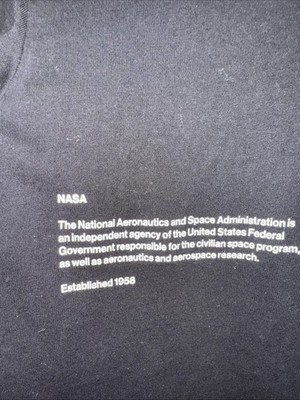 NASA
The National Aeronautics and Space Administration is
an independent agency of the United States Federal
Government responsible for the civilian space program,
as well as aeronautics and aerospace research.
Established 1958